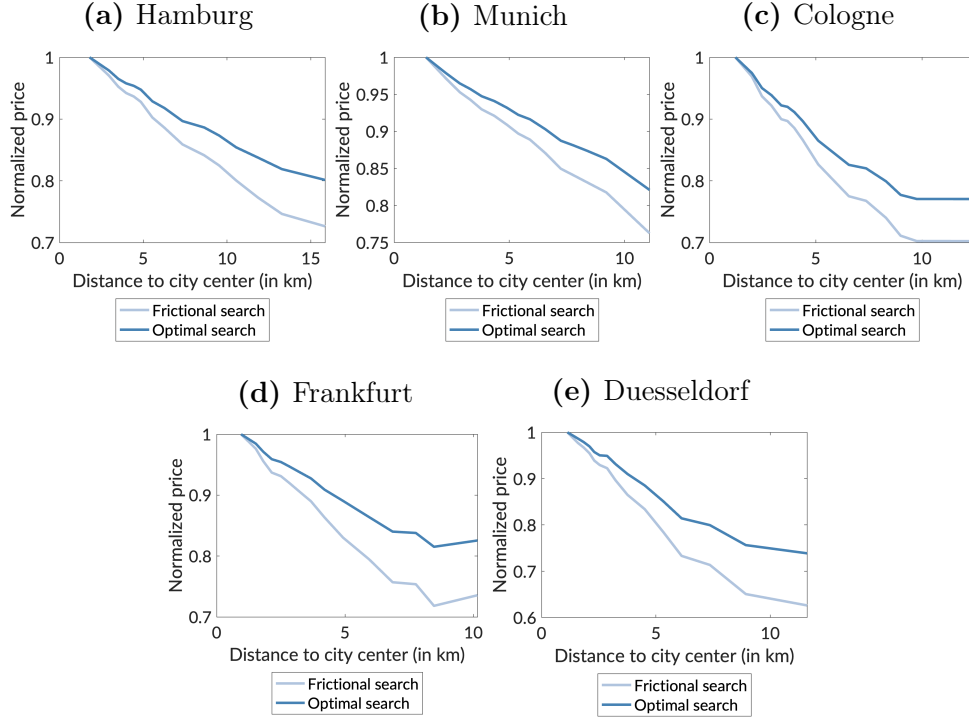 (a) Hamburg
Normalized price
1
0.9
0.8
0.7
0
5
10
15
Distance to city center (in km)
Frictional search
Optimal search
(b) Munich
Normalized price
1
0.95
0.9
0.85
0.8
0.75
0
5
10
Distance to city center (in km)
Frictional search
Optimal search
(c) Cologne
Normalized price
1
0.9
0.8
0.7
0
5
10
Distance to city center (in km)
Frictional search
Optimal search
(d) Frankfurt
Normalized price
1
0.9
0.8
0.7
0
5
10
Distance to city center (in km)
Frictional search
Optimal search
(e) Duesseldorf
Normalized price
1
0.9
0.8
0.7
0.6
0
5
10
Distance to city center (in km)
Frictional search
Optimal search